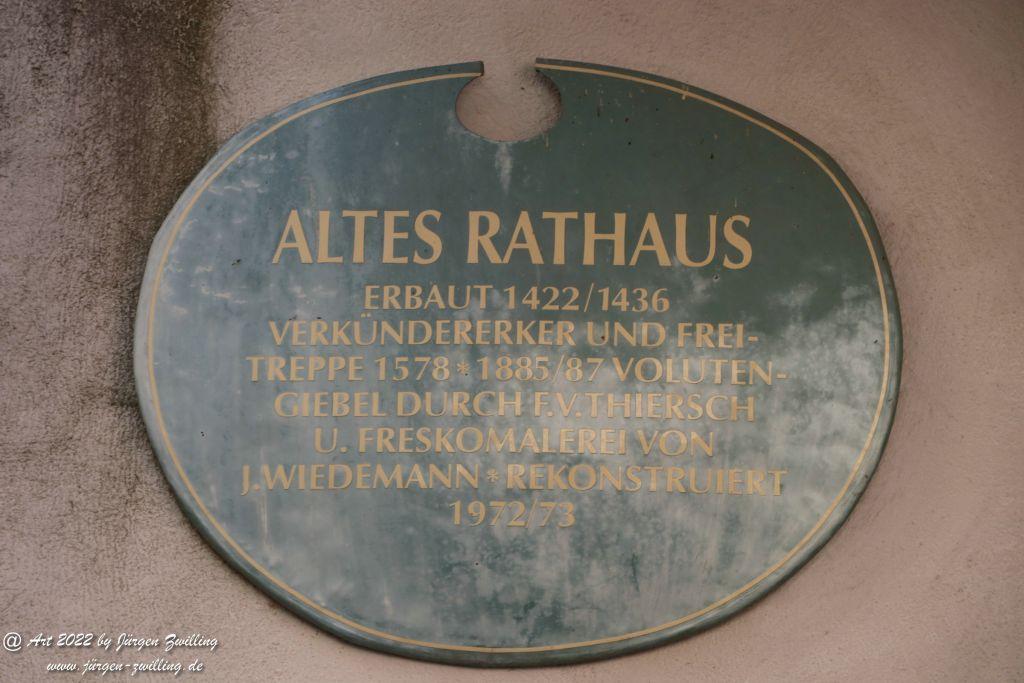 ALTES RATHAUS
ERBAUT 1422/1436
VERKÜNDERERKER UND FREI-
TREPPE 1578*1885/87 VOLUTEN-
GIEBEL DURCH F.V.THIERSCH
U. FRESKOMALEREI VON
J.WIEDEMANN*REKONSTRUIERT
1972/73
@ Art 2022 by Jürgen Zwilling
www.jürgen-zwilling.de